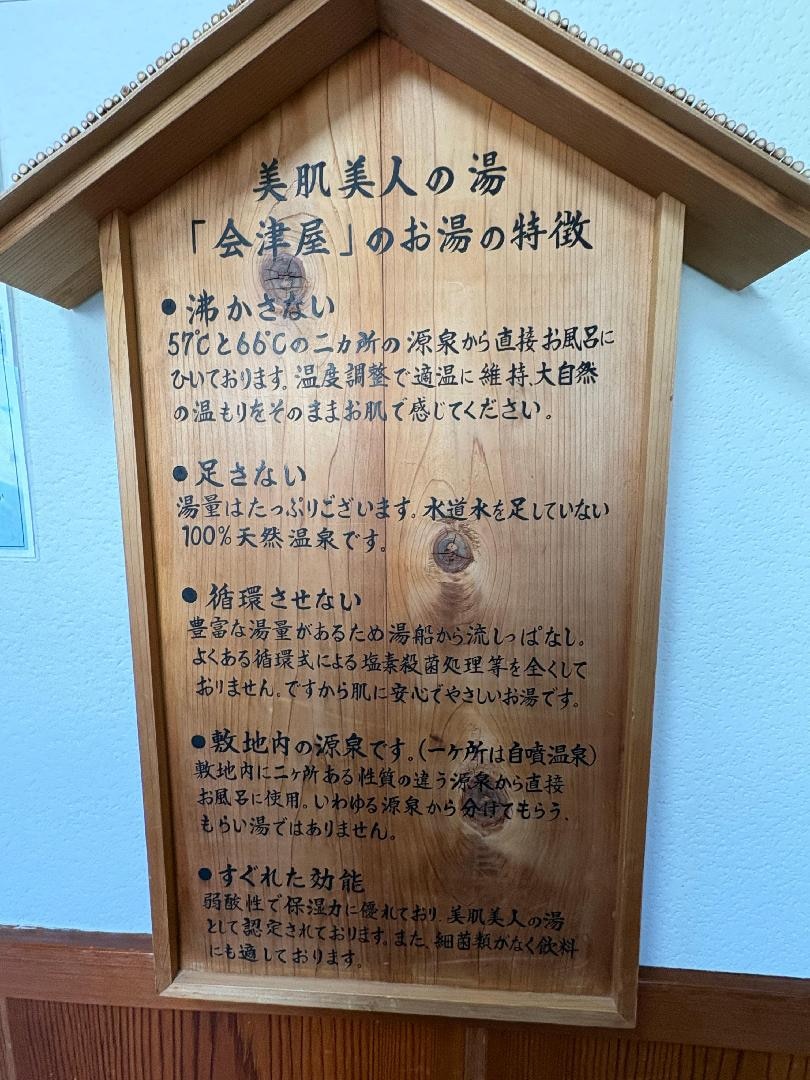 美肌美人の湯
「会津屋」のお湯の特徴
●沸かさない
57℃と66℃の二カ所の源泉から直接お風呂に
ひいております。温度調整で適温に維持、大自然
の温もりをそのままお肌で感じてください。
●足さない
湯量はたっぷりございます。水道水を足していない
100%天然温泉です。
●循環させない
豊富な湯量があるため湯船から流しっぱなし。
よくある循環式による塩素殺菌処理等を全くして
おりません。ですから肌に安心でやさしいお湯です。
●敷地内の源泉です。(一ケ所は自噴温泉)
敷地内に二ケ所ある性質の違う源泉から直接
お風呂に使用。いわゆる源泉から分けてもらう、
もらい湯ではありません。
●すぐれた効能
弱酸性で保湿力に優れており、美肌美人の湯
として認定されております。また、細菌類がなく飲料
にも適しております。